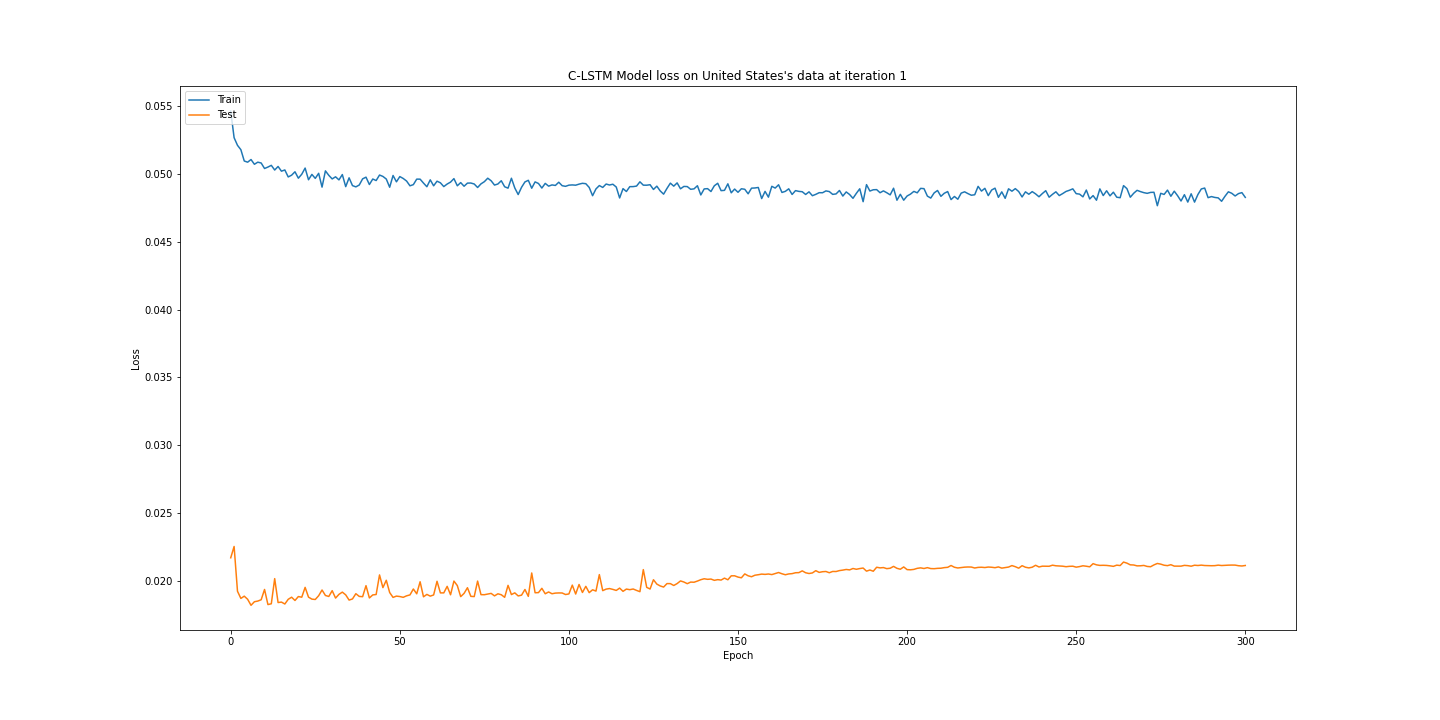 C-LSTM Model loss on United States's data at iteration 1
Train
Test
0.055
0.050
0.045
0.040
0.035
0.030
0.025
0.020
Loss
0 50 100 150 200 250 300
Epoch